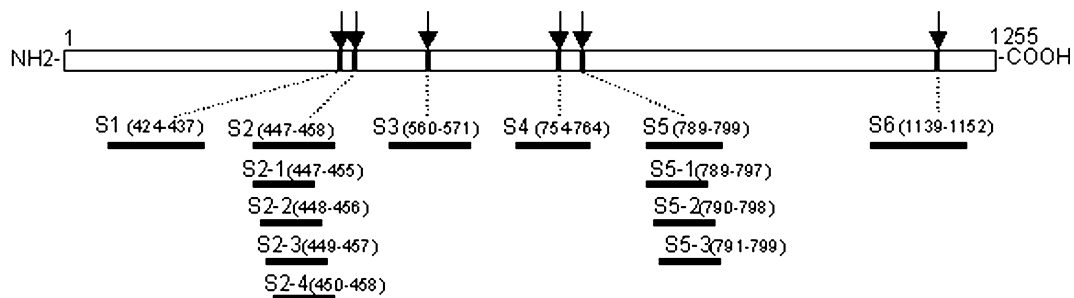 1 1255
NH2- -COOH
S1 (424-437) S2 (447-458) S3 (560-571) S4 (754-764) S5 (789-799) S6 (1139-1152)
S2-1 (447-455) S5-1 (789-797)
S2-2 (448-456) S5-2 (790-798)
S2-3 (449-457) S5-3 (791-799)
S2-4 (450-458)